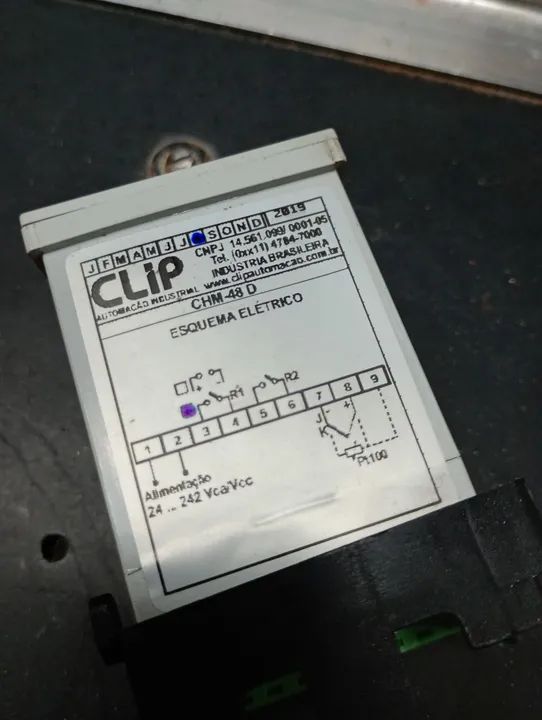 J F M A M J J S O N D 2019
CLIP
AUTOMAÇÃO INDUSTRIAL
CNPJ 14.561.099/0001-05
Tel. (0xx11) 4784-7000
INDÚSTRIA BRASILEIRA
www.clipautomacao.com.br
CHM-48 D
ESQUEMA ELÉTRICO
R1 R2
1 2 3 4 5 6 7 8 9
J - +
K
Pt100
Alimentação
24 ... 242 Vca/Vcc